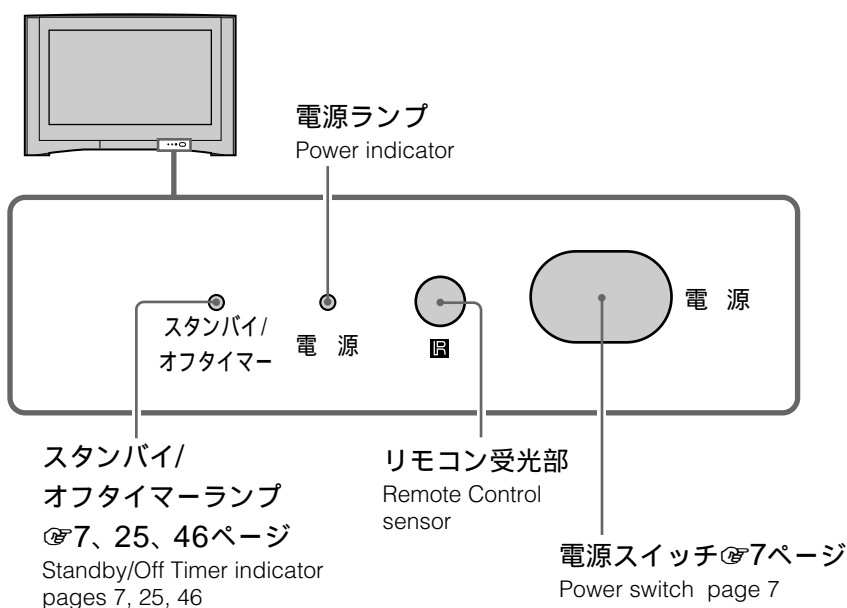 電源ランプ
Power indicator
スタンバイ/
オフタイマー
電 源
R
電 源
スタンバイ/
オフタイマーランプ
☞7、25、46ページ
Standby/Off Timer indicator
pages 7, 25, 46
リモコン受光部
Remote Control
sensor
電源スイッチ☞7ページ
Power switch page 7